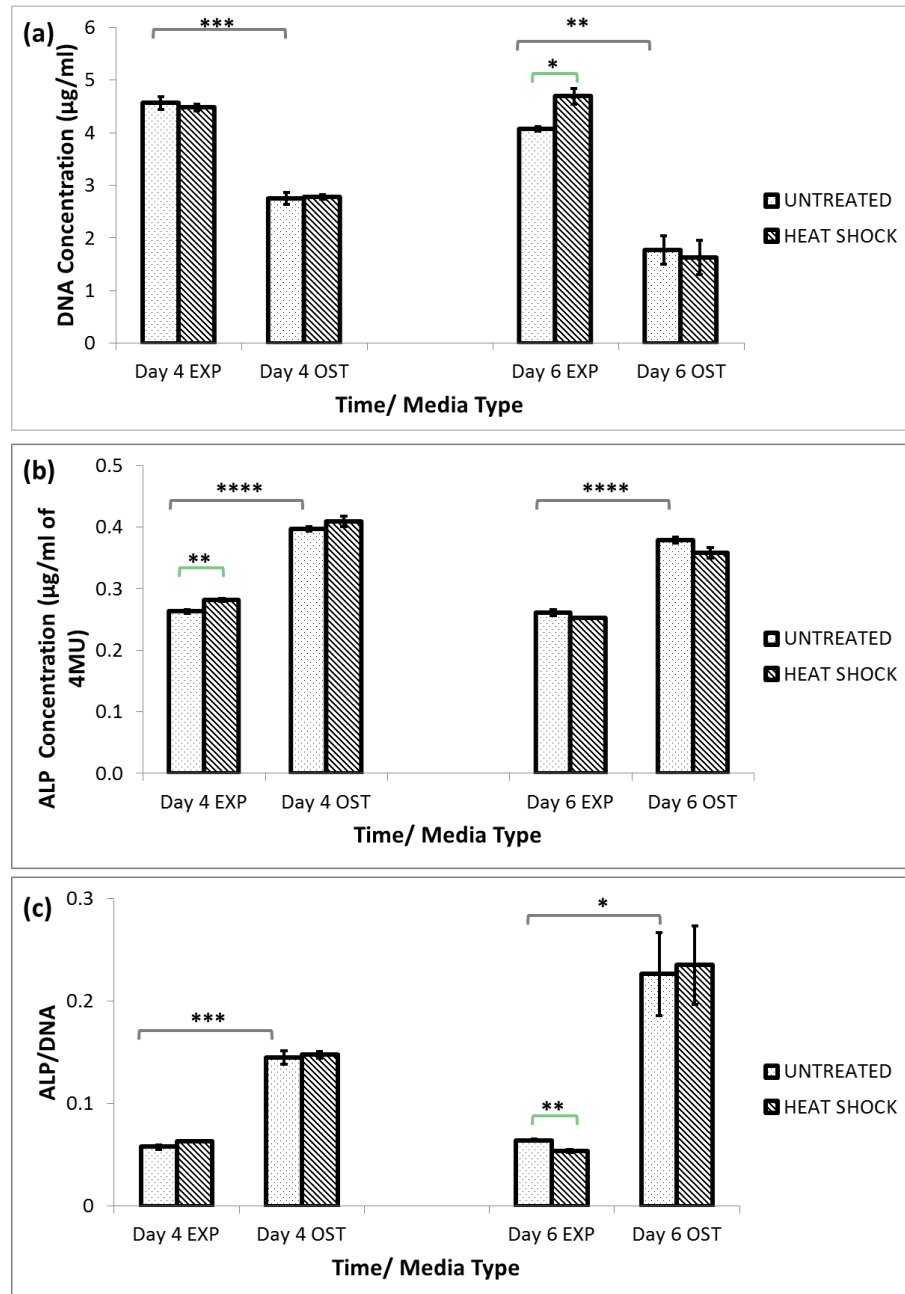 (a)
***
**
*
6
5
4
3
2
1
0
DNA Concentration (µg/ml)
Day 4 EXP
Day 4 OST
Day 6 EXP
Day 6 OST
Time/ Media Type
UNTREATED
HEAT SHOCK
(b)
****
****
**
0.5
0.4
0.3
0.2
0.1
0.0
ALP Concentration (µg/ml of
4MU)
Day 4 EXP
Day 4 OST
Day 6 EXP
Day 6 OST
Time/ Media Type
UNTREATED
HEAT SHOCK
(c)
*
***
**
0.3
0.2
0.1
0
ALP/DNA
Day 4 EXP
Day 4 OST
Day 6 EXP
Day 6 OST
Time/ Media Type
UNTREATED
HEAT SHOCK